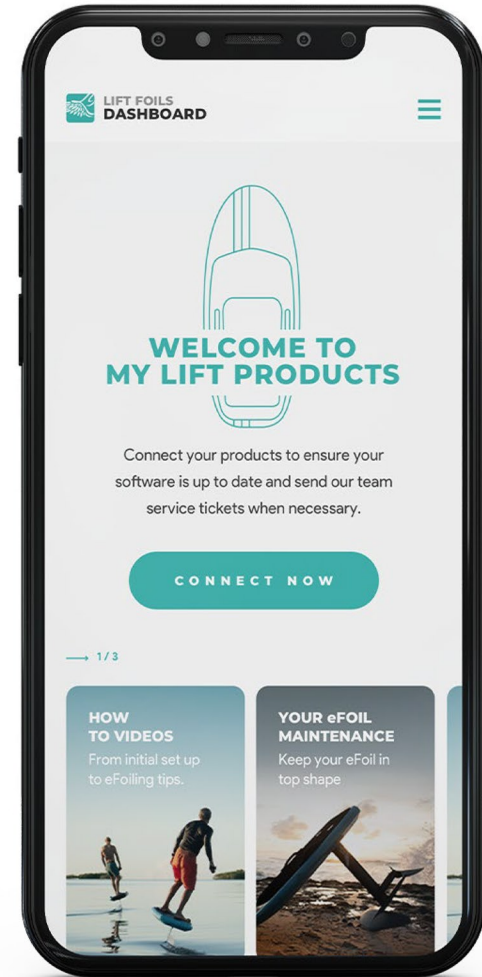 LIFT FOILS
DASHBOARD
WELCOME TO
MY LIFT PRODUCTS
Connect your products to ensure your
software is up to date and send our team
service tickets when necessary.
CONNECT NOW
1/3
HOW
TO VIDEOS
From initial set up
to eFoiling tips.
YOUR eFOIL
MAINTENANCE
Keep your eFoil in
top shape